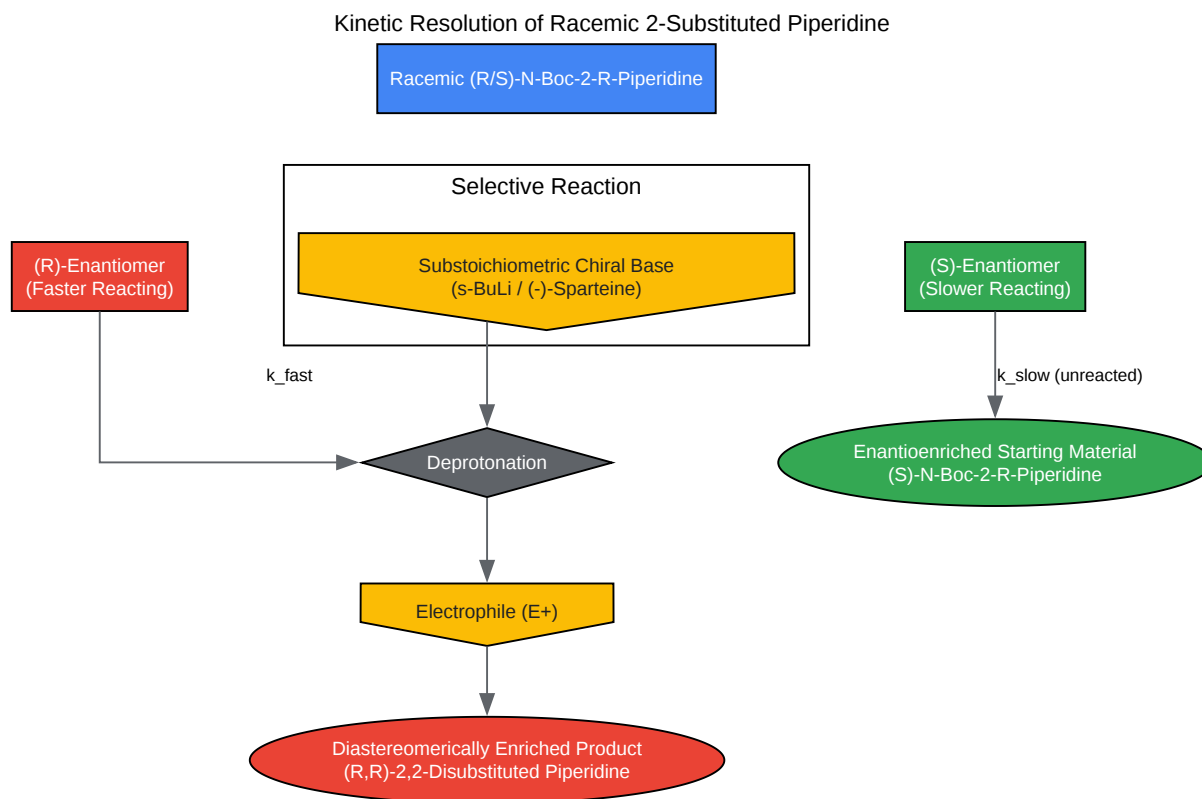 Kinetic Resolution of Racemic 2-Substituted Piperidine
Racemic (R/S)-N-Boc-2-R-Piperidine
Selective Reaction
(R)-Enantiomer
(Faster Reacting)
Substoichiometric Chiral Base
(s-BuLi / (-)-Sparteine)
(S)-Enantiomer
(Slower Reacting)
k_fast
k_slow (unreacted)
Deprotonation
Enantioenriched Starting Material
(S)-N-Boc-2-R-Piperidine
Electrophile (E+)
Diastereomerically Enriched Product
(R,R)-2,2-Disubstituted Piperidine